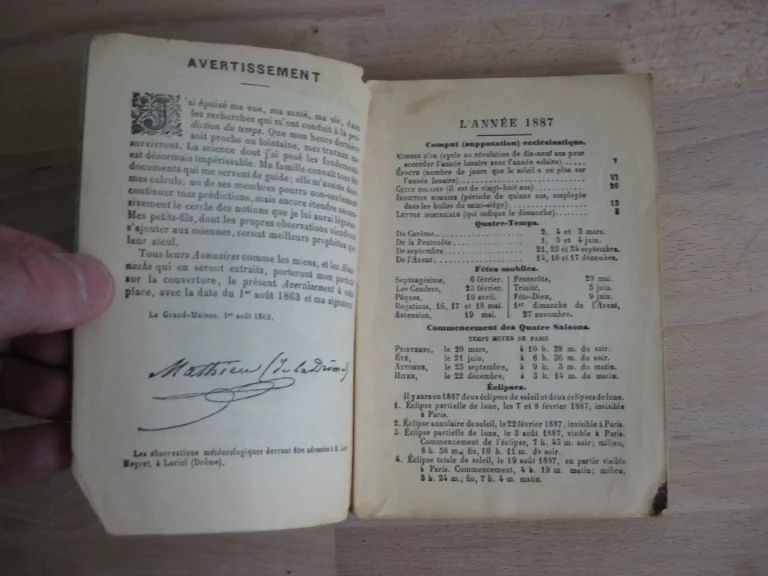 AVERTISSEMENT
J'ai épuisé ma vue, ma santé, ma vie, dans
les recherches qui m'ont conduit à la pré-
diction du temps. Que mon heure dernière
soit proche ou lointaine, mes travaux me
survivront. La science dont j'ai posé les fondements
est désormais impérissable. Ma famille connaît tous les
documents qui me servent de guide; elle m'assiste dans
mes calculs; un de ses membres pourra non-seulement
continuer mes prédictions, mais encore étendre succes-
sivement le cercle des notions que je lui aurai léguées.
Mes petits-fils, dont les propres observations viendront
s'ajouter aux miennes, seront meilleurs prophètes que
leur aïeul.
Tous leurs Annuaires comme les miens, et les Alma-
nachs qui en seront extraits, porteront mon portrait
sur la couverture, le présent Avertissement à cette
place, avec la date du 1er août 1863 et ma signature.
La Grand-Maison, 1er août 1863.
Mathieu (de la Drôme)
Les observations météorologiques devront être adressées à M.
Neyret, à Loriol (Drôme).
L'ANNÉE 1887
Comput (supputation) ecclésiastique.
NOMBRE D'OR (cycle ou révolution de dix-neuf ans pour
accorder l'année lunaire avec l'année solaire) ...... 7
ÉPACTE (nombre de jours que le soleil a en plus sur
l'année lunaire) ...... VI
CYCLE SOLAIRE (il est de vingt-huit ans) ...... 20
INDICTION ROMAINE (période de quinze ans, employée
dans les bulles du saint-siège) ...... 15
LETTRE DOMINICALE (qui indique le dimanche) ...... B
Quatre-Temps.
De Carême ...... 2, 4 et 5 mars.
De la Pentecôte ...... 1, 3 et 4 juin.
De septembre ...... 21, 23 et 24 septembre.
De l'Avent ...... 14, 16 et 17 décembre.
Fêtes mobiles.
Septuagésime, 6 février. Pentecôte, 29 mai.
Les Cendres, 23 février. Trinité, 5 juin.
Pâques, 10 avril. Fête-Dieu, 9 juin.
Rogations, 16, 17 et 18 mai. 1er dimanche de l'Avent,
Ascension, 19 mai. 27 novembre.
Commencement des Quatre Saisons.
TEMPS MOYEN DE PARIS
PRINTEMPS, le 20 mars, à 10 h. 28 m. du soir.
ÉTÉ, le 21 juin, à 6 h. 36 m. du soir.
AUTOMNE, le 23 septembre, à 9 h. 3 m. du matin.
HIVER, le 22 décembre, à 3 h. 14 m. du matin.
Éclipses.
Il y aura en 1887 deux éclipses de soleil et deux éclipses de lune.
1. Éclipse partielle de lune, les 7 et 8 février 1887, invisible
à Paris.
2. Éclipse annulaire de soleil, le 22 février 1887, invisible à Paris.
3. Éclipse partielle de lune, le 3 août 1887, visible à Paris.
Commencement de l'éclipse, 7 h. 45 m. soir; milieu,
8 h. 58 m.; fin, 10 h. 11 m. de soir.
4. Éclipse totale de soleil, le 19 août 1887, en partie visible
à Paris. Commencement, 4 h. 19 m. matin; milieu,
5 h. 24 m.; fin, 7 h. 4 m. matin.